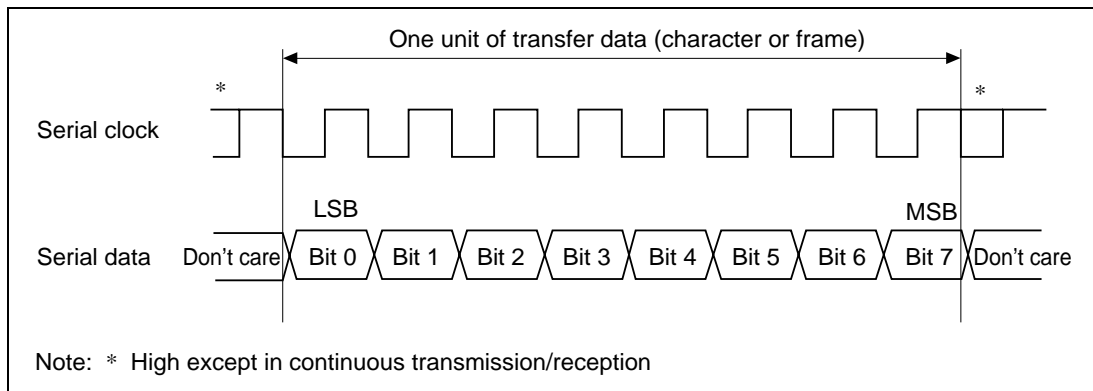 One unit of transfer data (character or frame)
* *
Serial clock
LSB MSB
Serial data Don't care Bit 0 Bit 1 Bit 2 Bit 3 Bit 4 Bit 5 Bit 6 Bit 7 Don't care
Note: * High except in continuous transmission/reception